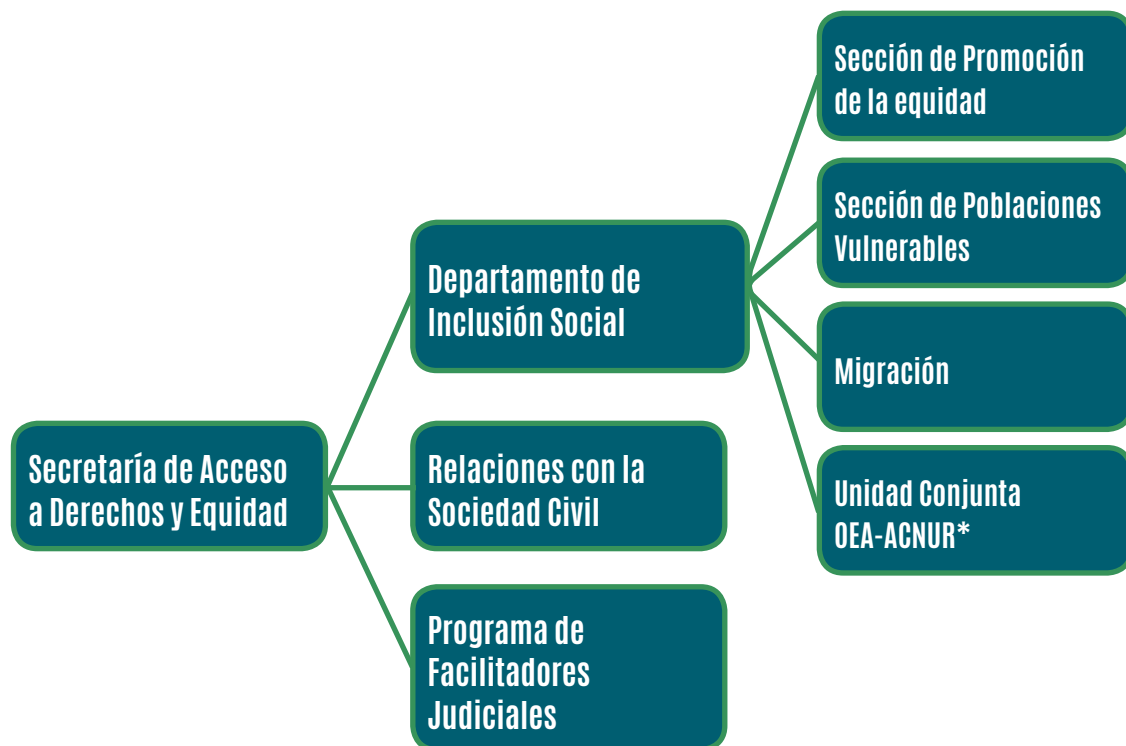 Secretaría de Acceso
a Derechos y Equidad
Departamento de
Inclusión Social
Relaciones con la
Sociedad Civil
Programa de
Facilitadores
Judiciales
Sección de Promoción
de la equidad
Sección de Poblaciones
Vulnerables
Migración
Unidad Conjunta
OEA-ACNUR*